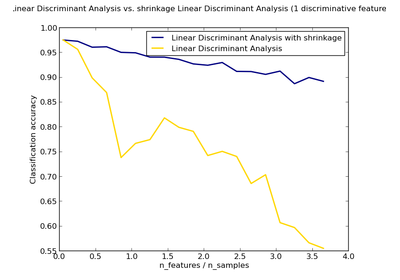 .inear Discriminant Analysis vs. shrinkage Linear Discriminant Analysis (1 discriminative feature
Linear Discriminant Analysis with shrinkage
Linear Discriminant Analysis
Classification accuracy
1.00
0.95
0.90
0.85
0.80
0.75
0.70
0.65
0.60
0.55
0.0 0.5 1.0 1.5 2.0 2.5 3.0 3.5 4.0
n_features / n_samples